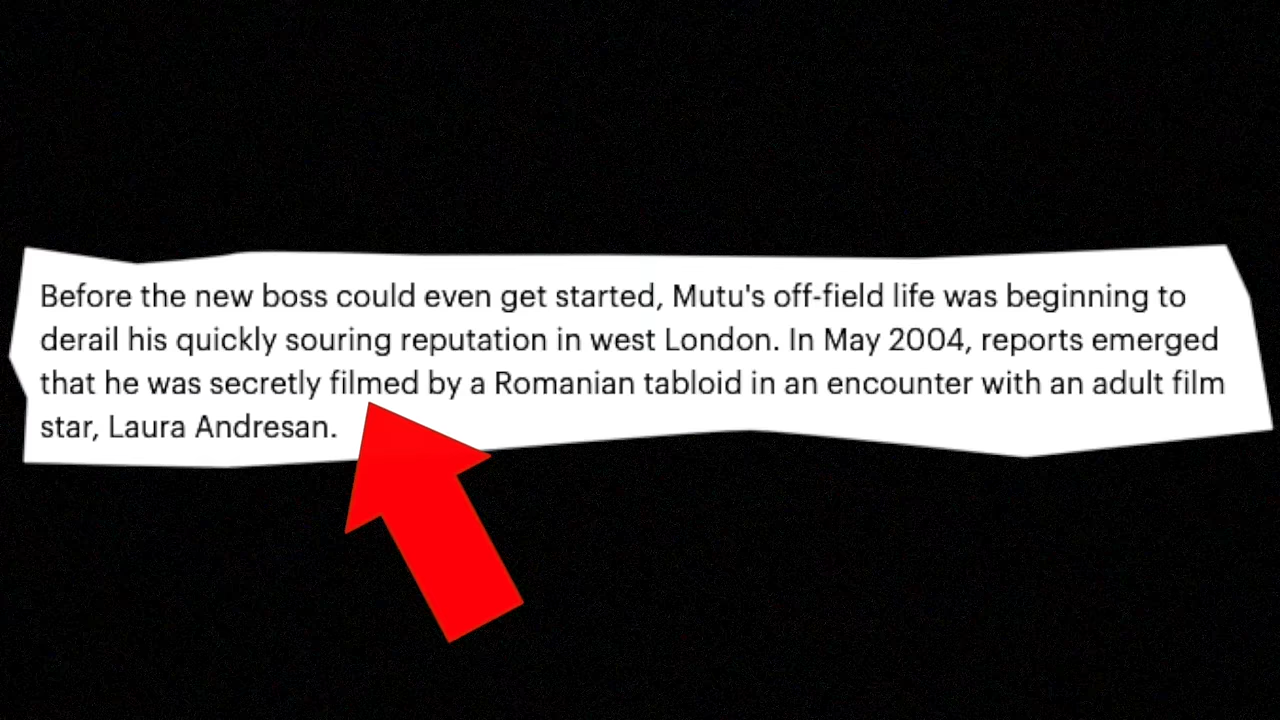 Before the new boss could even get started, Mutu's off-field life was beginning to
derail his quickly souring reputation in west London. In May 2004, reports emerged
that he was secretly filmed by a Romanian tabloid in an encounter with an adult film
star, Laura Andresan.